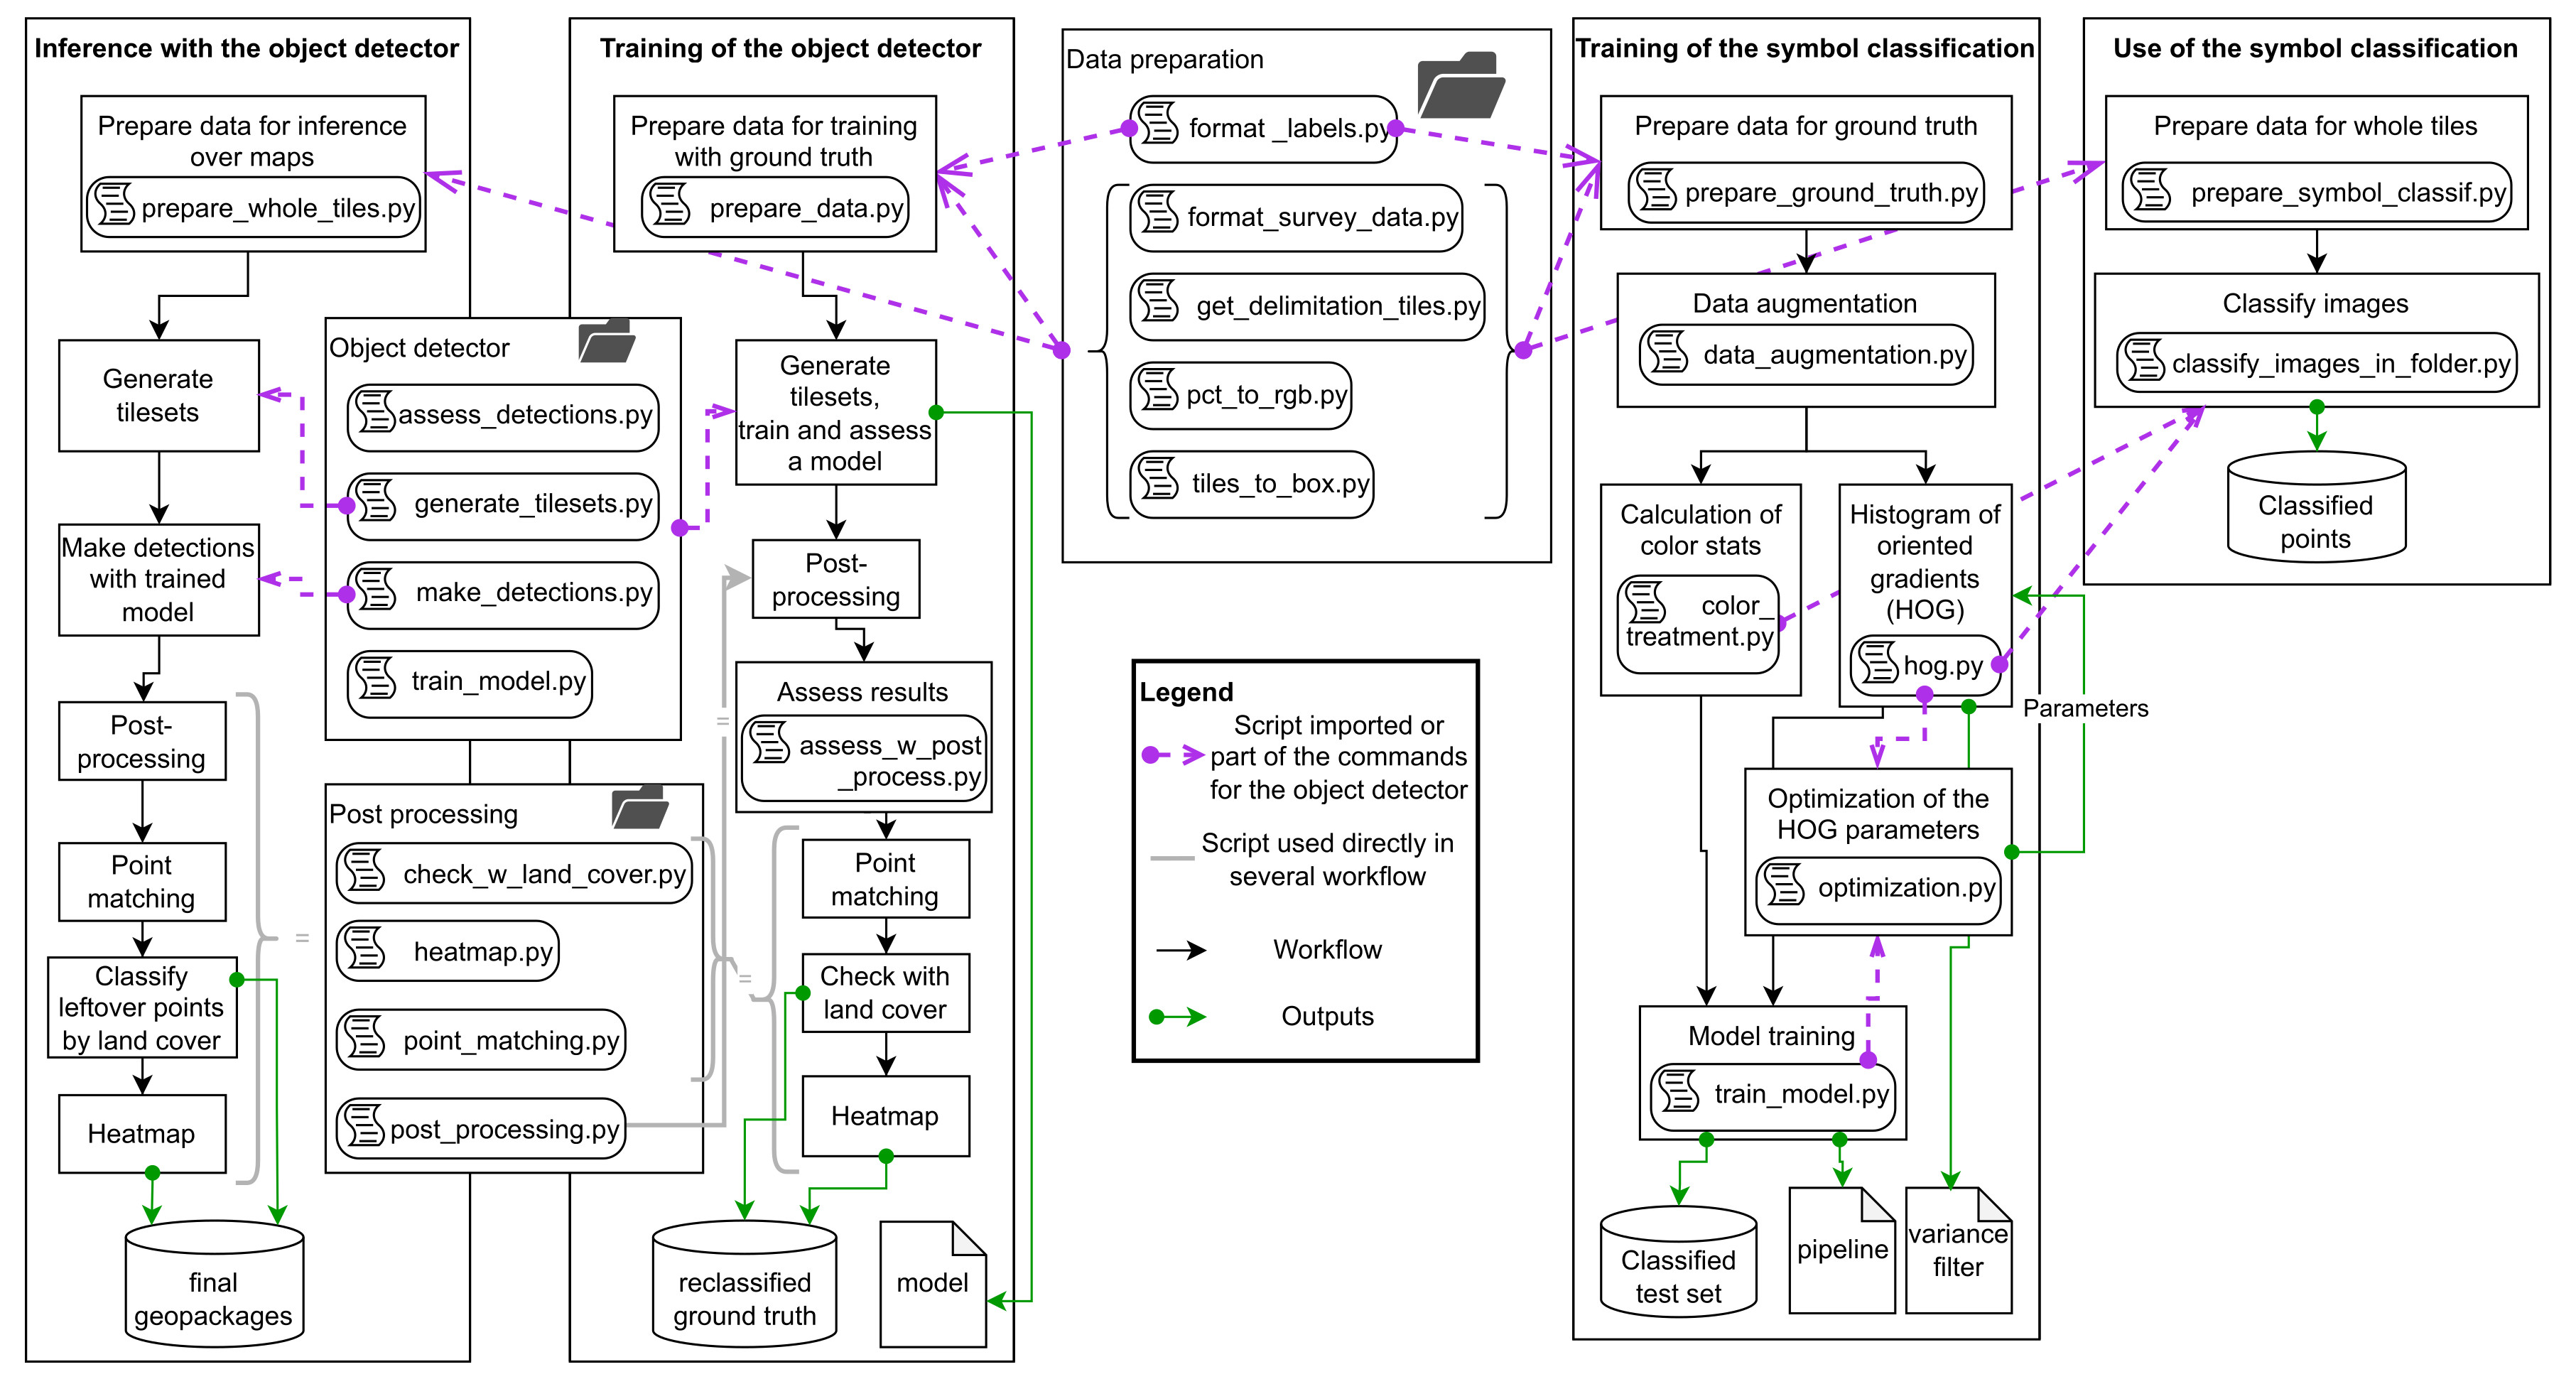 Inference with the object detector
Prepare data for inference
over maps
prepare_whole_tiles.py
Generate
tilesets
Make detections
with trained
model
Post-
processing
Point
matching
Classify
leftover points
by land cover
Heatmap
final
geopackages
=
Object detector
assess_detections.py
generate_tilesets.py
make_detections.py
train_model.py
Post processing
check_w_land_cover.py
heatmap.py
point_matching.py
post_processing.py
=
=
Training of the object detector
Prepare data for training
with ground truth
prepare_data.py
Generate
tilesets,
train and assess
a model
Post-
processing
Assess results
assess_w_post
_process.py
Point
matching
Check with
land cover
Heatmap
reclassified
ground truth
model
Data preparation
format _labels.py
format_survey_data.py
get_delimitation_tiles.py
pct_to_rgb.py
tiles_to_box.py
Legend
Script imported or
part of the commands
for the object detector
Script used directly in
several workflow
Workflow
Outputs
Training of the symbol classification
Prepare data for ground truth
prepare_ground_truth.py
Data augmentation
data_augmentation.py
Calculation of
color stats
color_
treatment.py
Histogram of
oriented
gradients
(HOG)
hog.py
Parameters
Optimization of the
HOG parameters
optimization.py
Model training
train_model.py
Classified
test set
pipeline
variance
filter
Use of the symbol classification
Prepare data for whole tiles
prepare_symbol_classif.py
Classify images
classify_images_in_folder.py
Classified
points